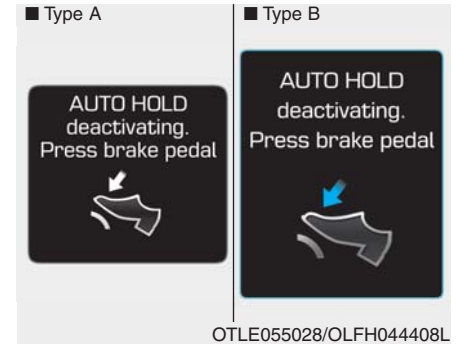 ■ Type A
■ Type B
AUTO HOLD
deactivating.
Press brake pedal
AUTO HOLD
deactivating.
Press brake pedal
OTLE055028/OLFH044408L